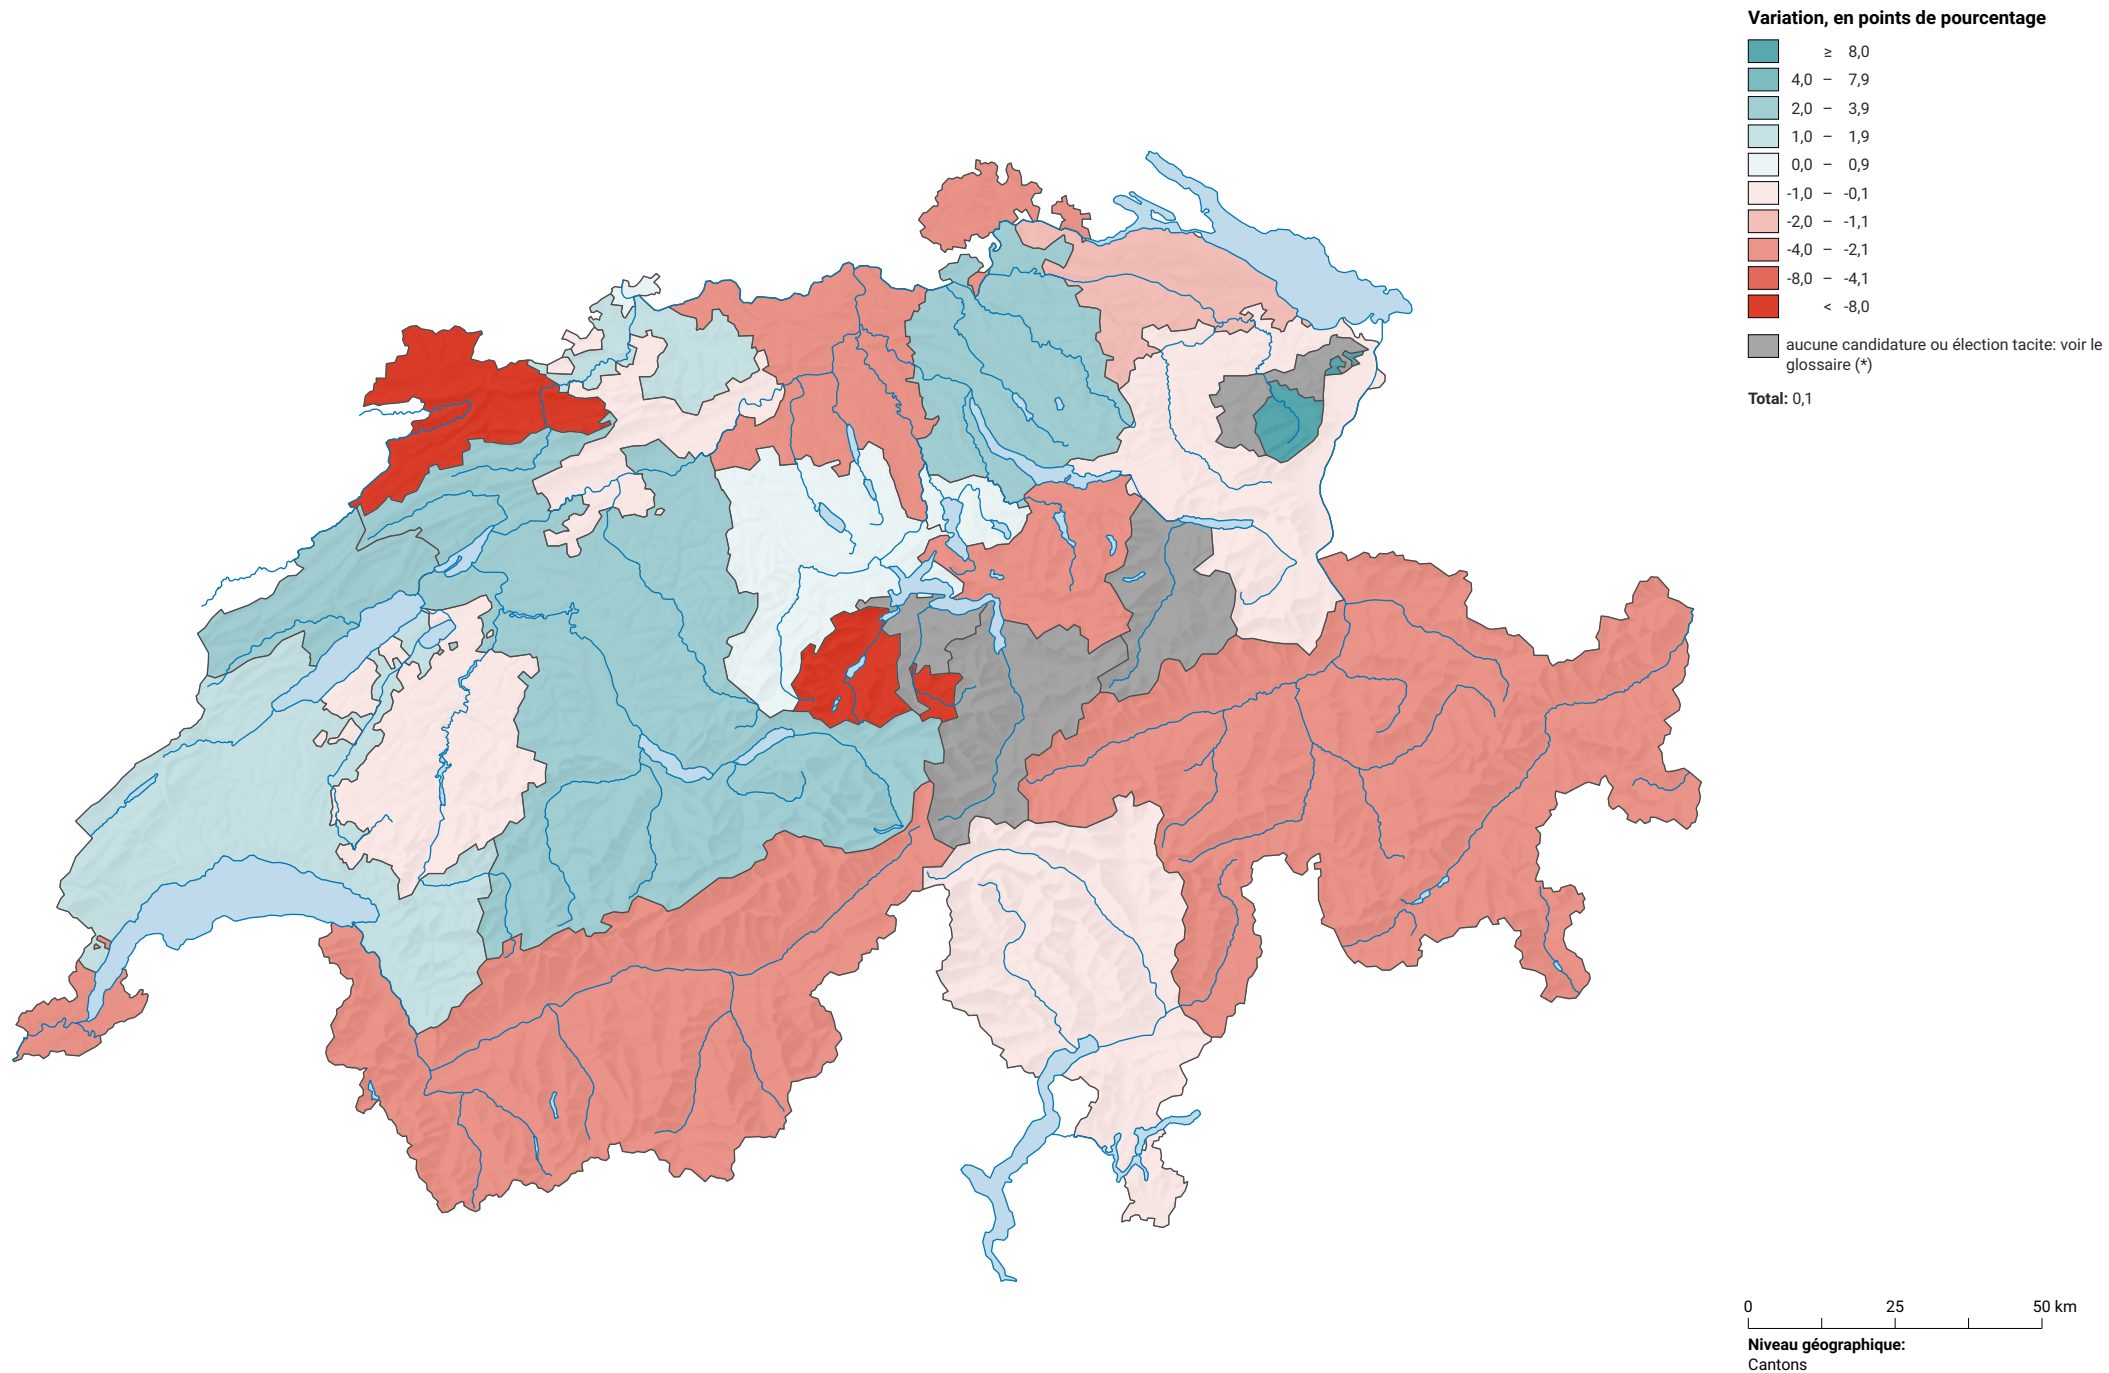 Variation, en points de pourcentage
≥ 8,0
4,0 – 7,9
2,0 – 3,9
1,0 – 1,9
0,0 – 0,9
-1,0 – -0,1
-2,0 – -1,1
-4,0 – -2,1
-8,0 – -4,1
< -8,0
aucune candidature ou élection tacite: voir le
glossaire (*)
Total: 0,1
0 25 50 km
Niveau géographique:
Cantons